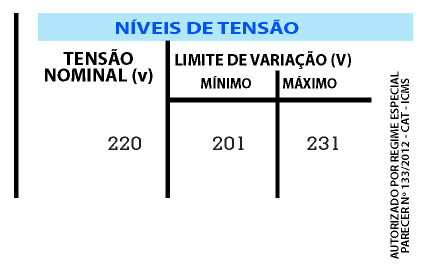 NÍVEIS DE TENSÃO
TENSÃO
NOMINAL (v)
LIMITE DE VARIAÇÃO (V)
MÍNIMO
MÁXIMO
220
201
231
AUTORIZADO POR REGIME ESPECIAL
PARECER Nº 133/2012 - CAT - ICMS